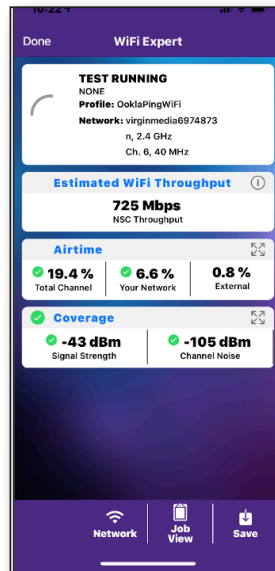 10:22
Done WiFi Expert
TEST RUNNING
NONE
Profile: OoklaPingWiFi
Network: virginmedia6974873
n, 2.4 GHz
Ch. 6, 40 MHz
Estimated WiFi Throughput
725 Mbps
NSC Throughput
Airtime
19.4 % 6.6 % 0.8 %
Total Channel Your Network External
Coverage
-43 dBm -105 dBm
Signal Strength Channel Noise
Network Job View Save